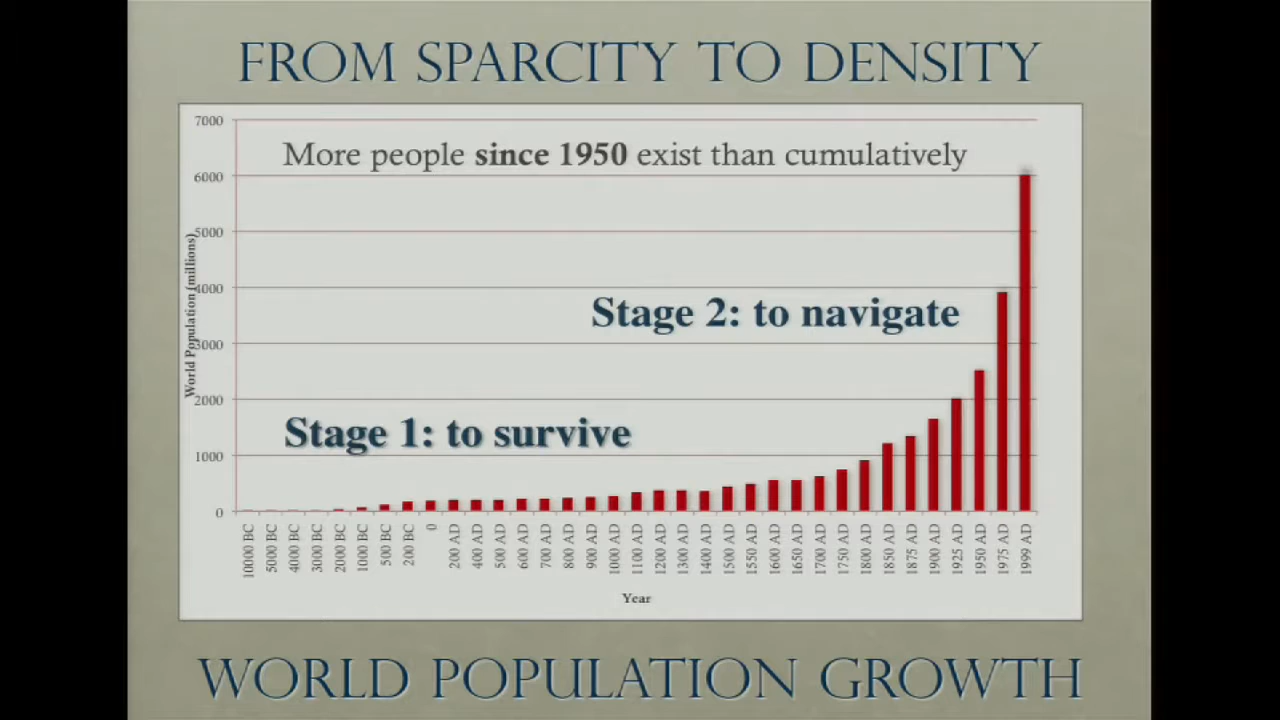 FROM SPARCITY TO DENSITY
7000
More people since 1950 exist than cumulatively
6000
5000
4000
Stage 2: to navigate
3000
2000
Stage 1: to survive
1000
0
World Population (millions)
10000 BC
5000 BC
4000 BC
3000 BC
2000 BC
1000 BC
500 BC
200 BC
0
200 AD
400 AD
500 AD
600 AD
700 AD
800 AD
900 AD
1000 AD
1100 AD
1200 AD
1300 AD
1400 AD
1500 AD
1550 AD
1600 AD
1650 AD
1700 AD
1750 AD
1800 AD
1850 AD
1875 AD
1900 AD
1925 AD
1950 AD
1975 AD
1999 AD
Year
WORLD POPULATION GROWTH